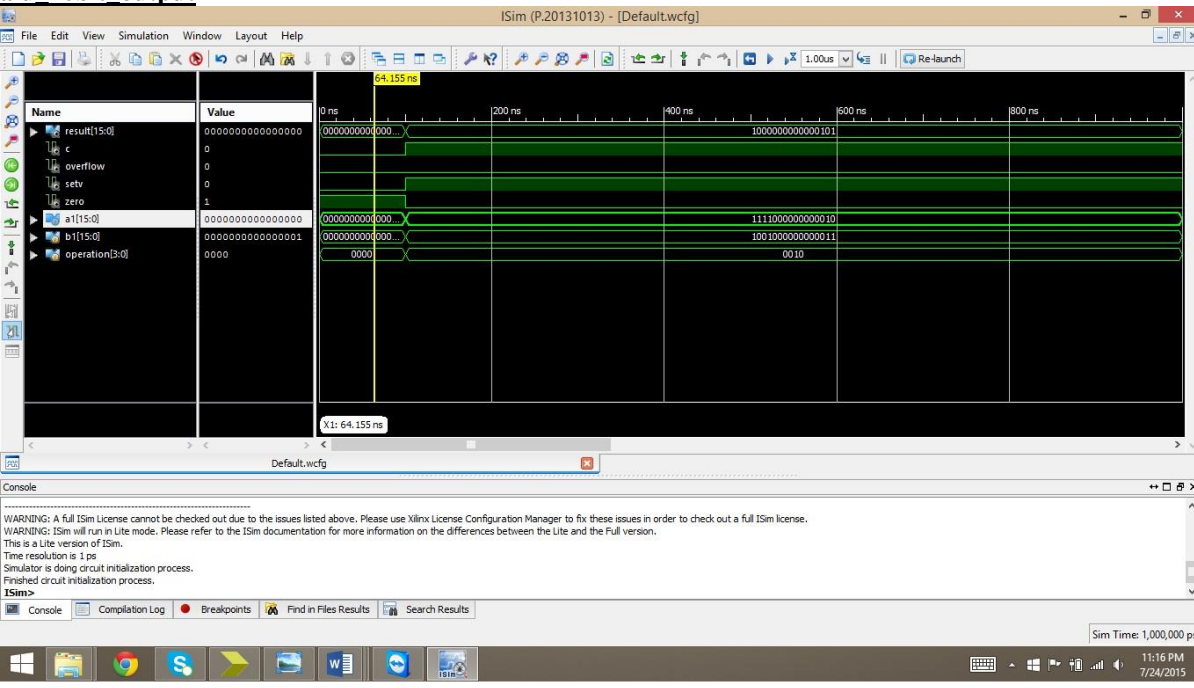 ISim (P.20131013) - [Default.wcfg]
File Edit View Simulation Window Layout Help
1.00us Re-launch
64.155 ns
Name Value 0 ns 200 ns 400 ns 600 ns 800 ns
result[15:0] 0000000000000000 0000000000000... 1000000000000101
c 0
overflow 0
setv 0
zero 1
a1[15:0] 0000000000000000 0000000000000... 1111000000000010
b1[15:0] 0000000000000001 0000000000000... 1001000000000011
operation[3:0] 0000 0000 0010
X1: 64.155 ns
Default.wcfg
Console
WARNING: A full ISim License cannot be checked out due to the issues listed above. Please use Xilinx License Configuration Manager to fix these issues in order to check out a full ISim license.
WARNING: ISim will run in Lite mode. Please refer to the ISim documentation for more information on the differences between the Lite and the Full version.
This is a Lite version of ISim.
Time resolution is 1 ps
Simulator is doing circuit initialization process.
Finished circuit initialization process.
ISim>
Console Compilation Log Breakpoints Find in Files Results Search Results
Sim Time: 1,000,000 p
11:16 PM
7/24/2015